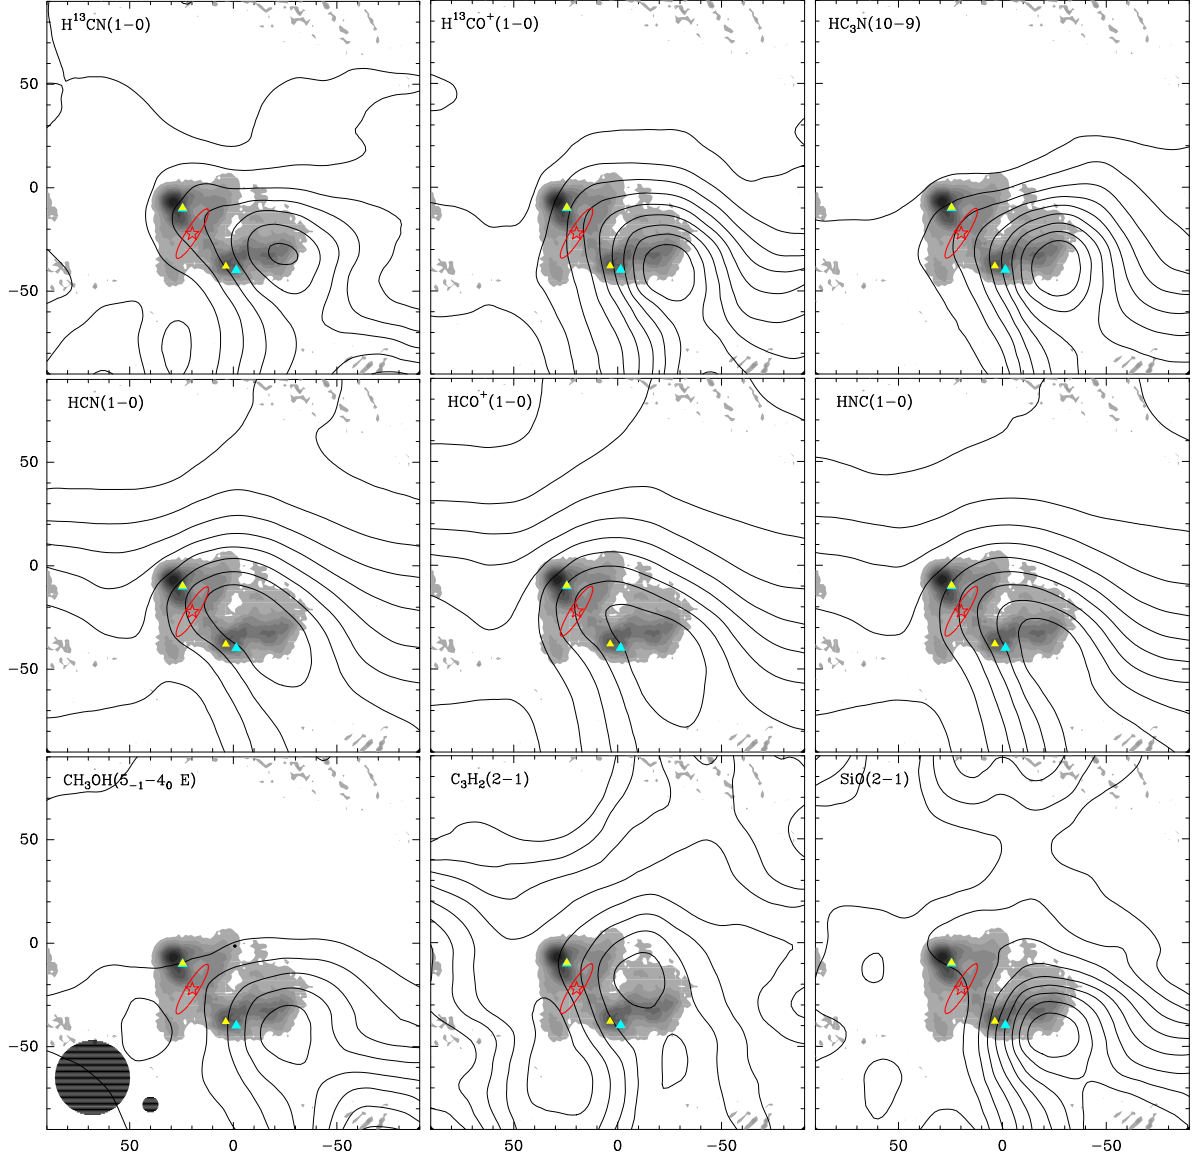 H¹³CN(1−0)
H¹³CO⁺(1−0)
HC₃N(10−9)
50
0
−50
HCN(1−0)
HCO⁺(1−0)
HNC(1−0)
50
0
−50
CH₃OH(5₋₁−4₀ E)
C₃H₂(2−1)
SiO(2−1)
50
0
−50
50 0 −50 50 0 −50 50 0 −50